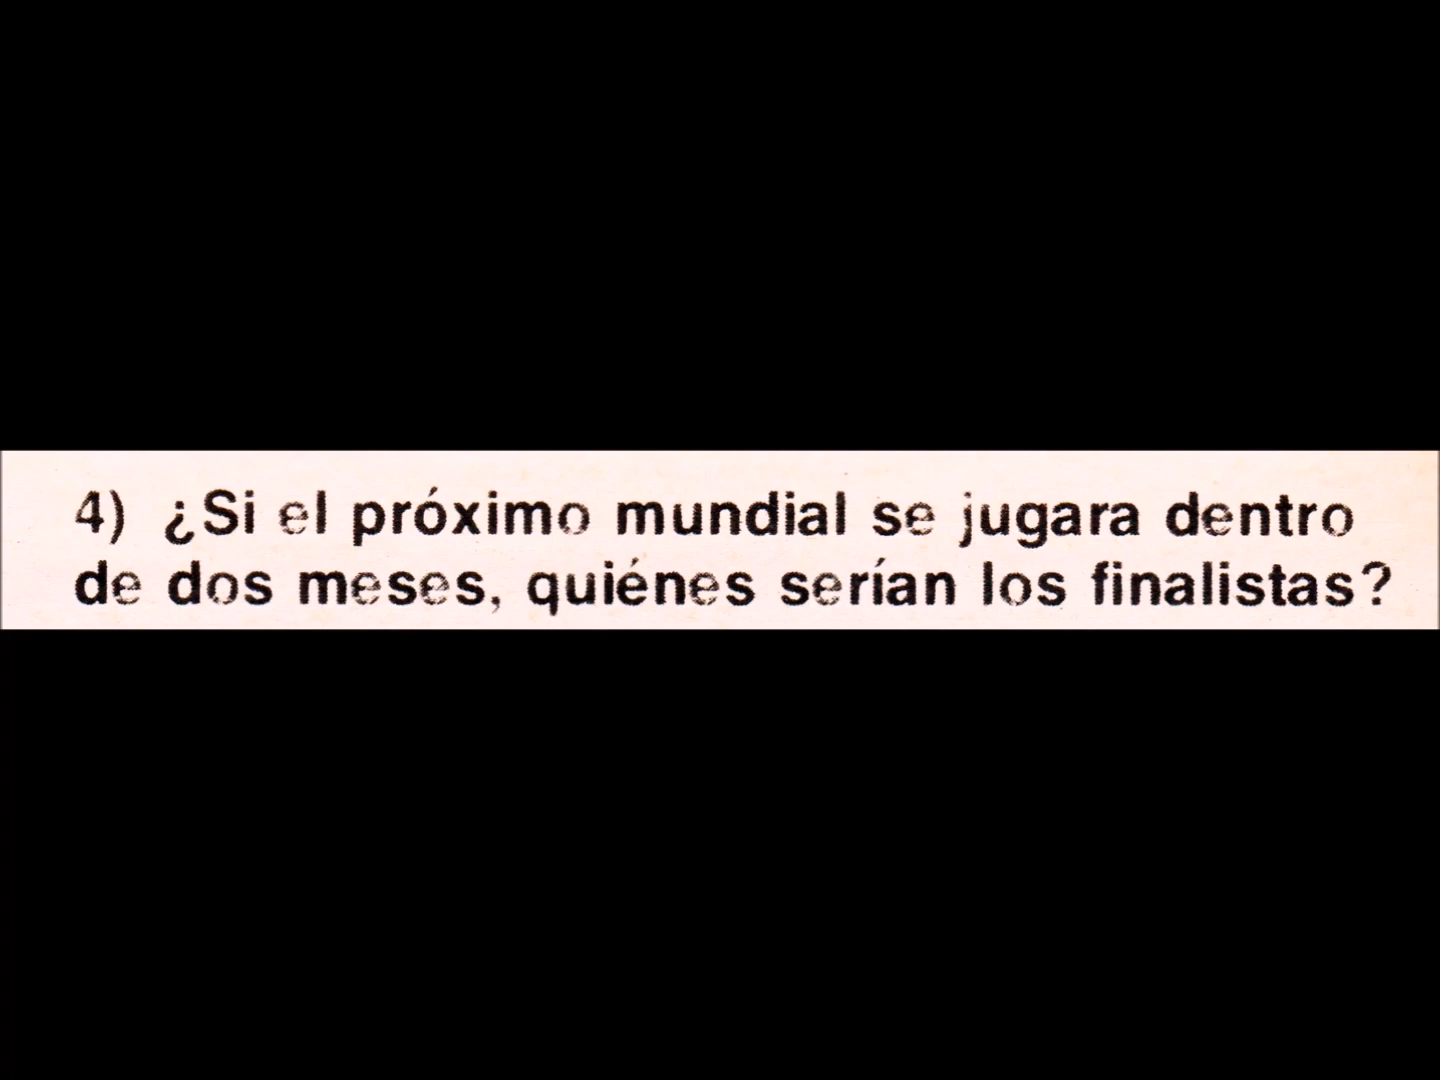 4) ¿Si el próximo mundial se jugara dentro
de dos meses, quiénes serían los finalistas?